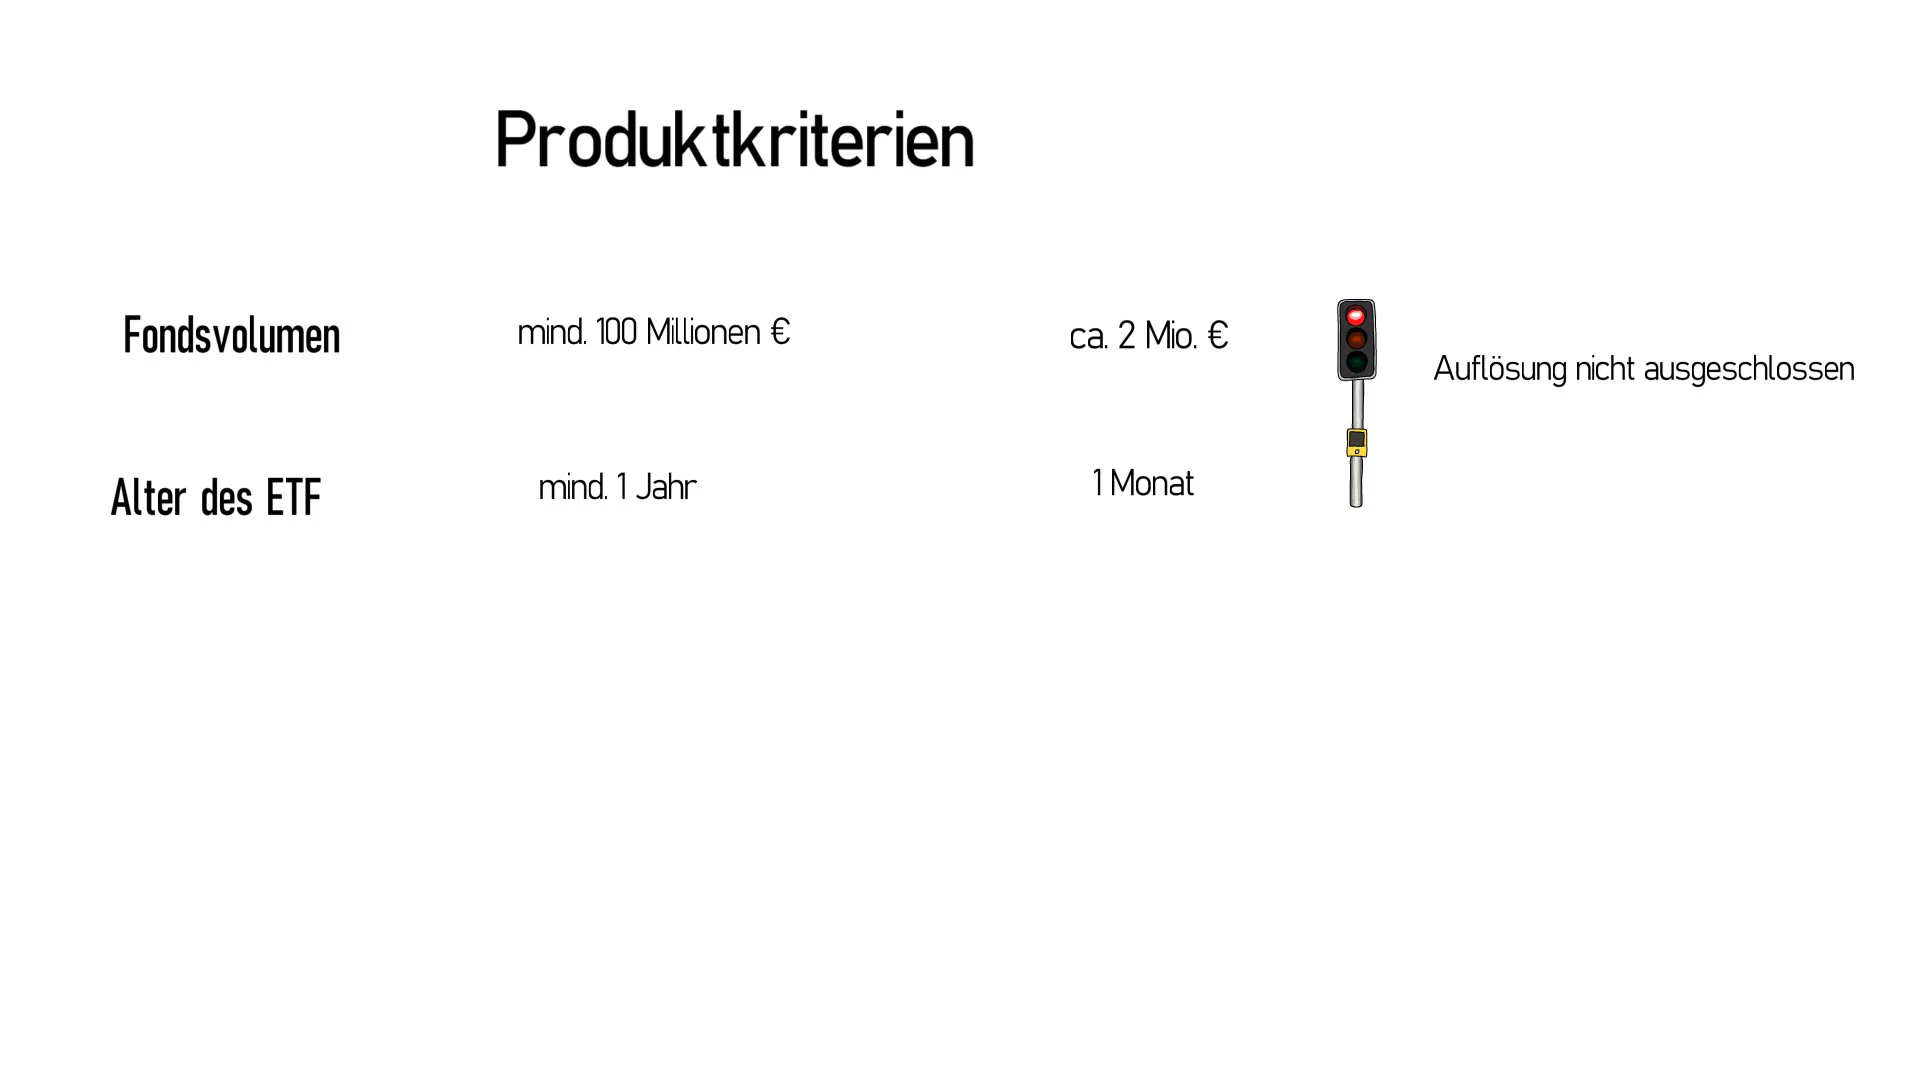 Produktkriterien
Fondsvolumen
mind. 100 Millionen €
ca. 2 Mio. €
Auflösung nicht ausgeschlossen
Alter des ETF
mind. 1 Jahr
1 Monat